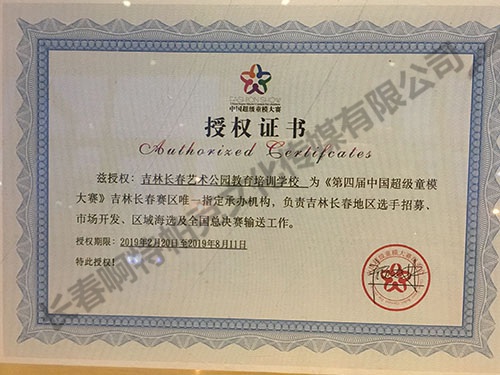 FASHION SHOW
中国超级童模大赛
授权证书
Authorized Certifcates
兹授权：吉林长春艺术公园教育培训学校 为《第四届中国超级童模
大赛》吉林长春赛区唯一指定承办机构，负责吉林长春地区选手招募、
市场开发、区域海选及全国总决赛输送工作。
授权期限：2019年2月20日至2019年8月11日
特此授权！